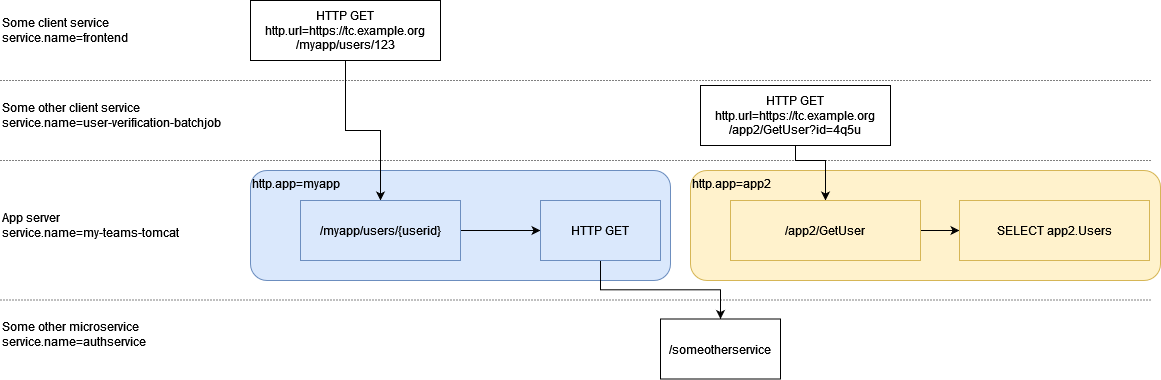 Some client service
service.name=frontend
HTTP GET
http.url=https://tc.example.org
/myapp/users/123
Some other client service
service.name=user-verification-batchjob
HTTP GET
http.url=https://tc.example.org
/app2/GetUser?id=4q5u
App server
service.name=my-teams-tomcat
http.app=myapp
/myapp/users/{userid}
HTTP GET
http.app=app2
/app2/GetUser
SELECT app2.Users
Some other microservice
service.name=authservice
/someotherservice